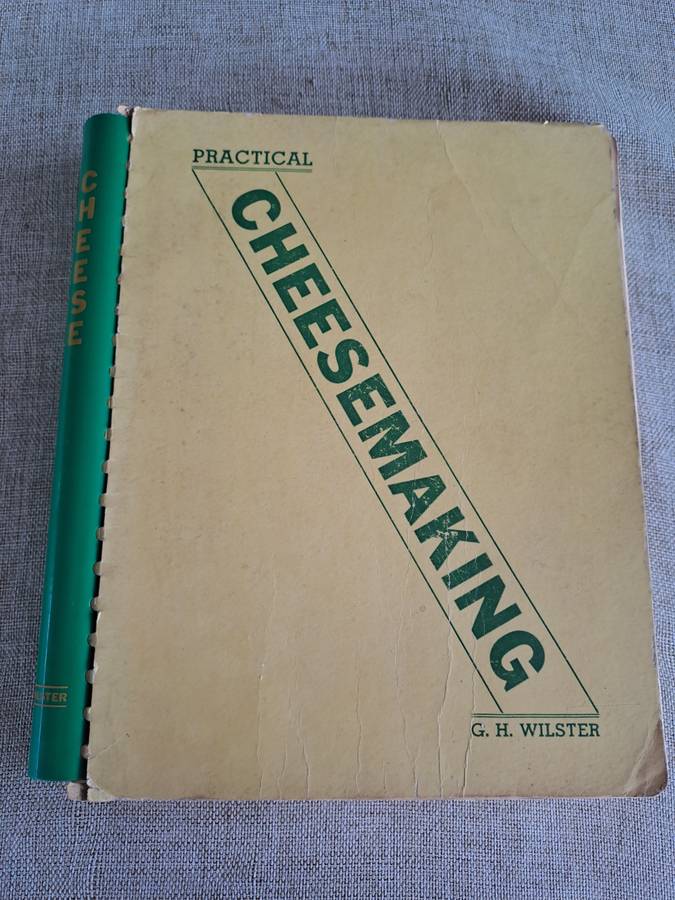 PRACTICAL
CHEESEMAKING
G. H. WILSTER
CHEESE